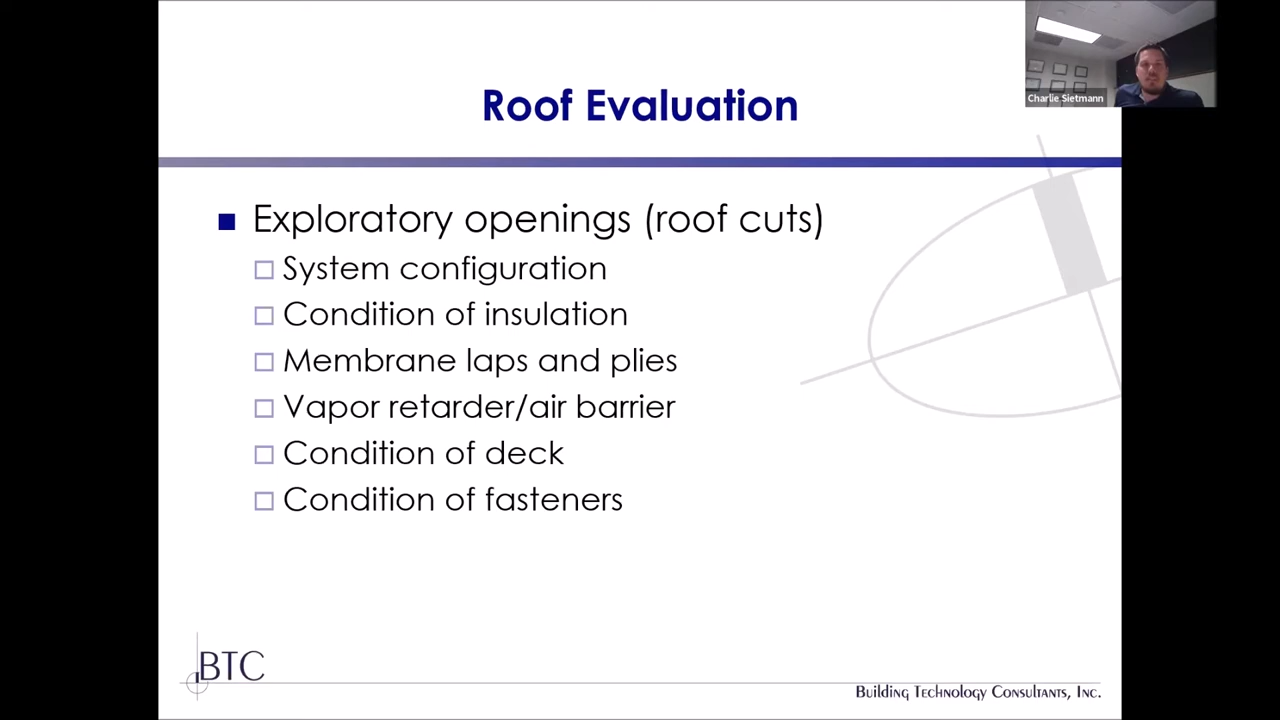 Charlie Sietmann
Roof Evaluation
Exploratory openings (roof cuts)
System configuration
Condition of insulation
Membrane laps and plies
Vapor retarder/air barrier
Condition of deck
Condition of fasteners
BTC
Building Technology Consultants, Inc.